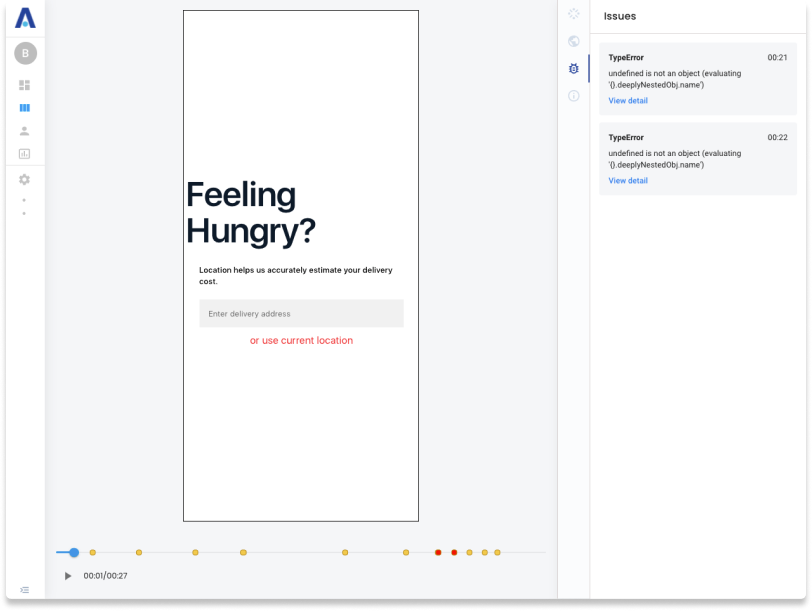 B
Feeling
Hungry?
Location helps us accurately estimate your delivery
cost.
Enter delivery address
or use current location
00:01/00:27
Issues
TypeError 00:21
undefined is not an object (evaluating
'{}.deeplyNestedObj.name')
View detail
TypeError 00:22
undefined is not an object (evaluating
'{}.deeplyNestedObj.name')
View detail